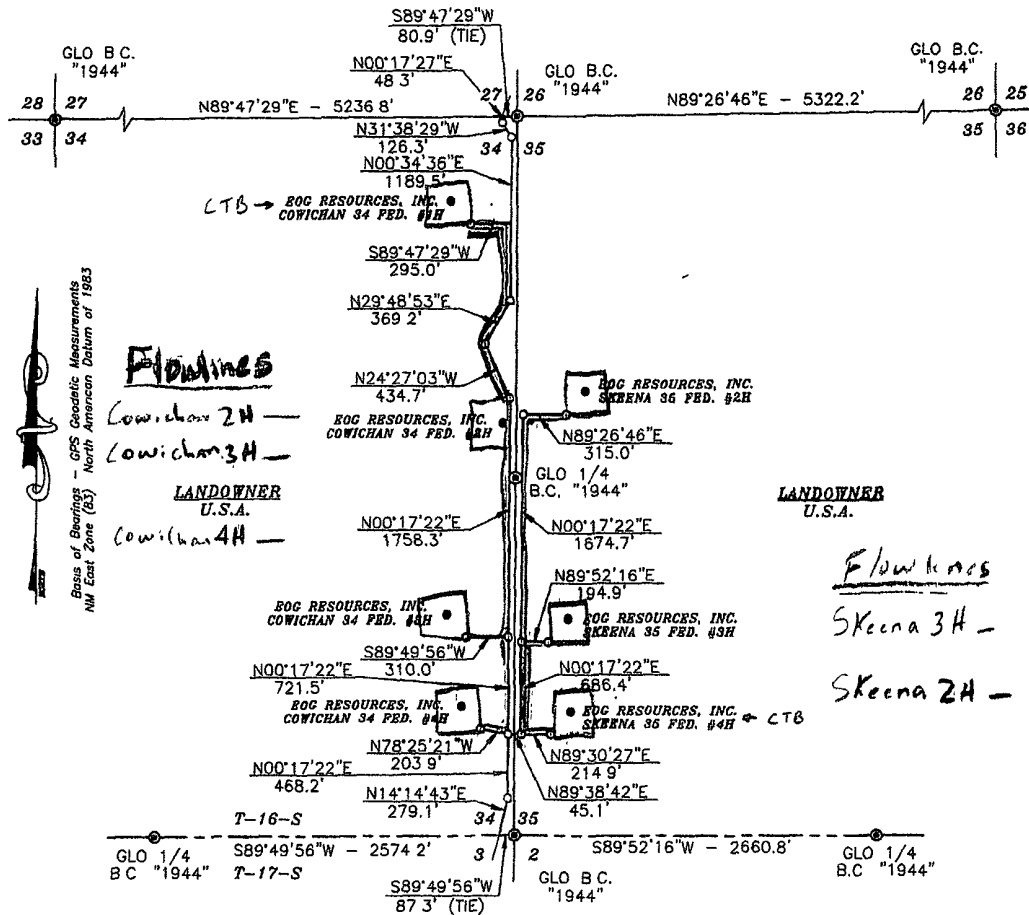 S89°47'29"W
80.9' (TIE)
GLO B C.
"1944"
N00°17'27"E
48 3'
GLO B.C.
"1944"
GLO B.C.
"1944"
28 27
N89°47'29"E - 5236 8'
27 26
N89°26'46"E - 5322.2'
26 25
33 34
N31°38'29"W
126.3'
34 35
35 36
N00°34'36"E
1189.5'
CTB → EOG RESOURCES, INC.
COWICHAN 34 FED. #1H
S89°47'29"W
295.0'
Basis of Bearings - GPS Geodetic Measurements
NM East Zone (83) North American Datum of 1983
NORTH
N29°48'53"E
369 2'
Flowlines
Cowichan 2H —
Cowichan 3H —
Cowichan 4H —
N24°27'03"W
434.7'
EOG RESOURCES, INC.
COWICHAN 34 FED. #2H
EOG RESOURCES, INC.
SKEENA 35 FED. #2H
N89°26'46"E
315.0'
GLO 1/4
B.C. "1944"
LANDOWNER
U.S.A.
LANDOWNER
U.S.A.
N00°17'22"E
1758.3'
N00°17'22"E
1674.7'
Flowlines
Skeena 3H —
Skeena 2H —
N89°52'16"E
194.9'
EOG RESOURCES, INC.
COWICHAN 34 FED. #3H
EOG RESOURCES, INC.
SKEENA 35 FED. #3H
S89°49'56"W
310.0'
N00°17'22"E
721.5'
N00°17'22"E
686.4'
EOG RESOURCES, INC.
COWICHAN 34 FED. #4H
EOG RESOURCES, INC.
SKEENA 35 FED. #4H ← CTB
N78°25'21"W
203 9'
N89°30'27"E
214 9'
N00°17'22"E
468.2'
N89°38'42"E
45.1'
N14°14'43"E
279.1'
34 35
T-16-S
S89°49'56"W - 2574 2'
3 2
S89°52'16"W - 2660.8'
GLO 1/4
B C "1944"
T-17-S
GLO 1/4
B.C "1944"
S89°49'56"W
87 3' (TIE)
GLO B C.
"1944"